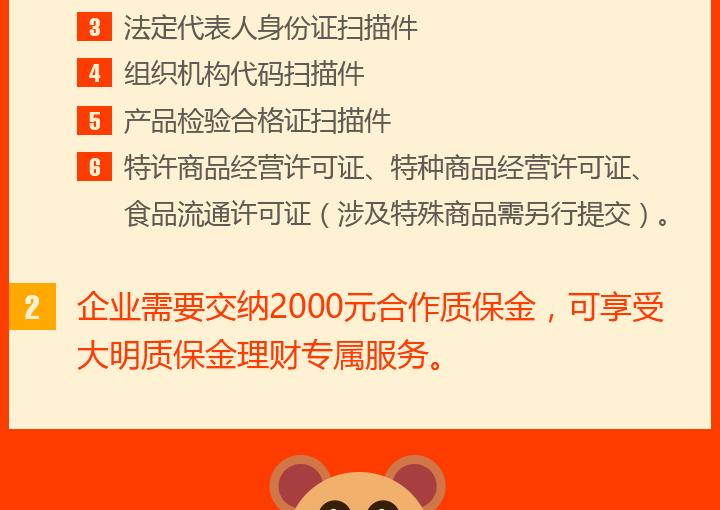 3 法定代表人身份证扫描件
4 组织机构代码扫描件
5 产品检验合格证扫描件
6 特许商品经营许可证、特种商品经营许可证、
食品流通许可证（涉及特殊商品需另行提交）。
2 企业需要交纳2000元合作质保金，可享受
大明质保金理财专属服务。